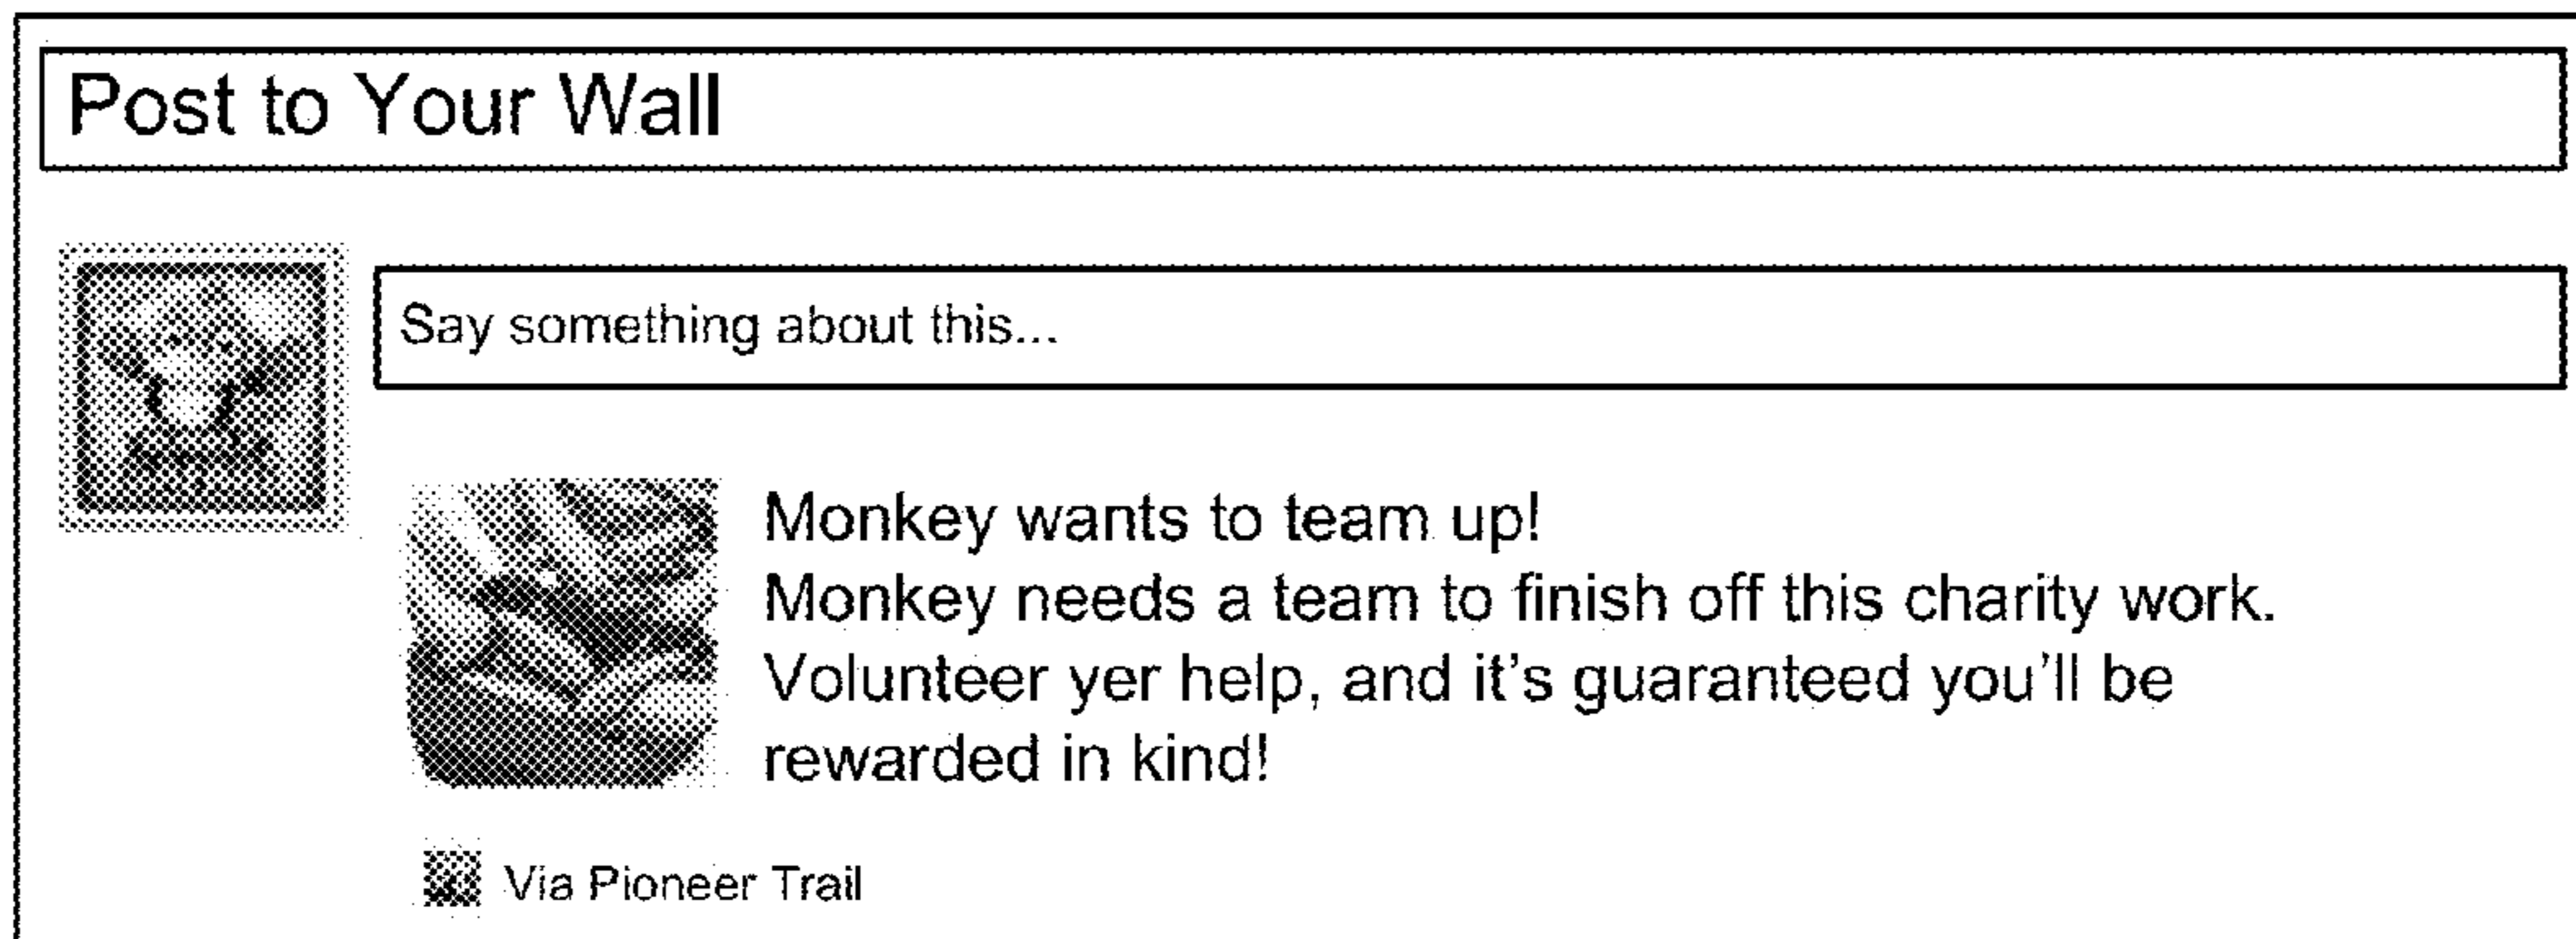 Post to Your Wall
Say something about this...
Monkey wants to team up!
Monkey needs a team to finish off this charity work.
Volunteer yer help, and it's guaranteed you'll be
rewarded in kind!
Via Pioneer Trail